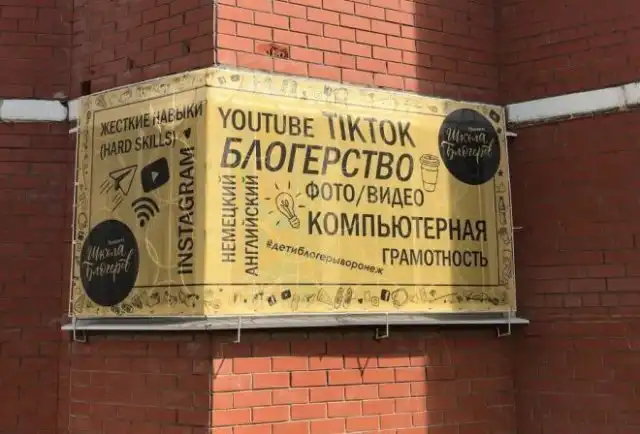 ЖЕСТКИЕ НАВЫКИ
(HARD SKILLS)
INSTAGRAM
Школа
Блогеров
YOUTUBE TIKTOK
БЛОГЕРСТВО
НЕМЕЦКИЙ
АНГЛИЙСКИЙ
ФОТО/ВИДЕО
КОМПЬЮТЕРНАЯ
ГРАМОТНОСТЬ
#детиблогерыворонеж
Школа
Блогеров